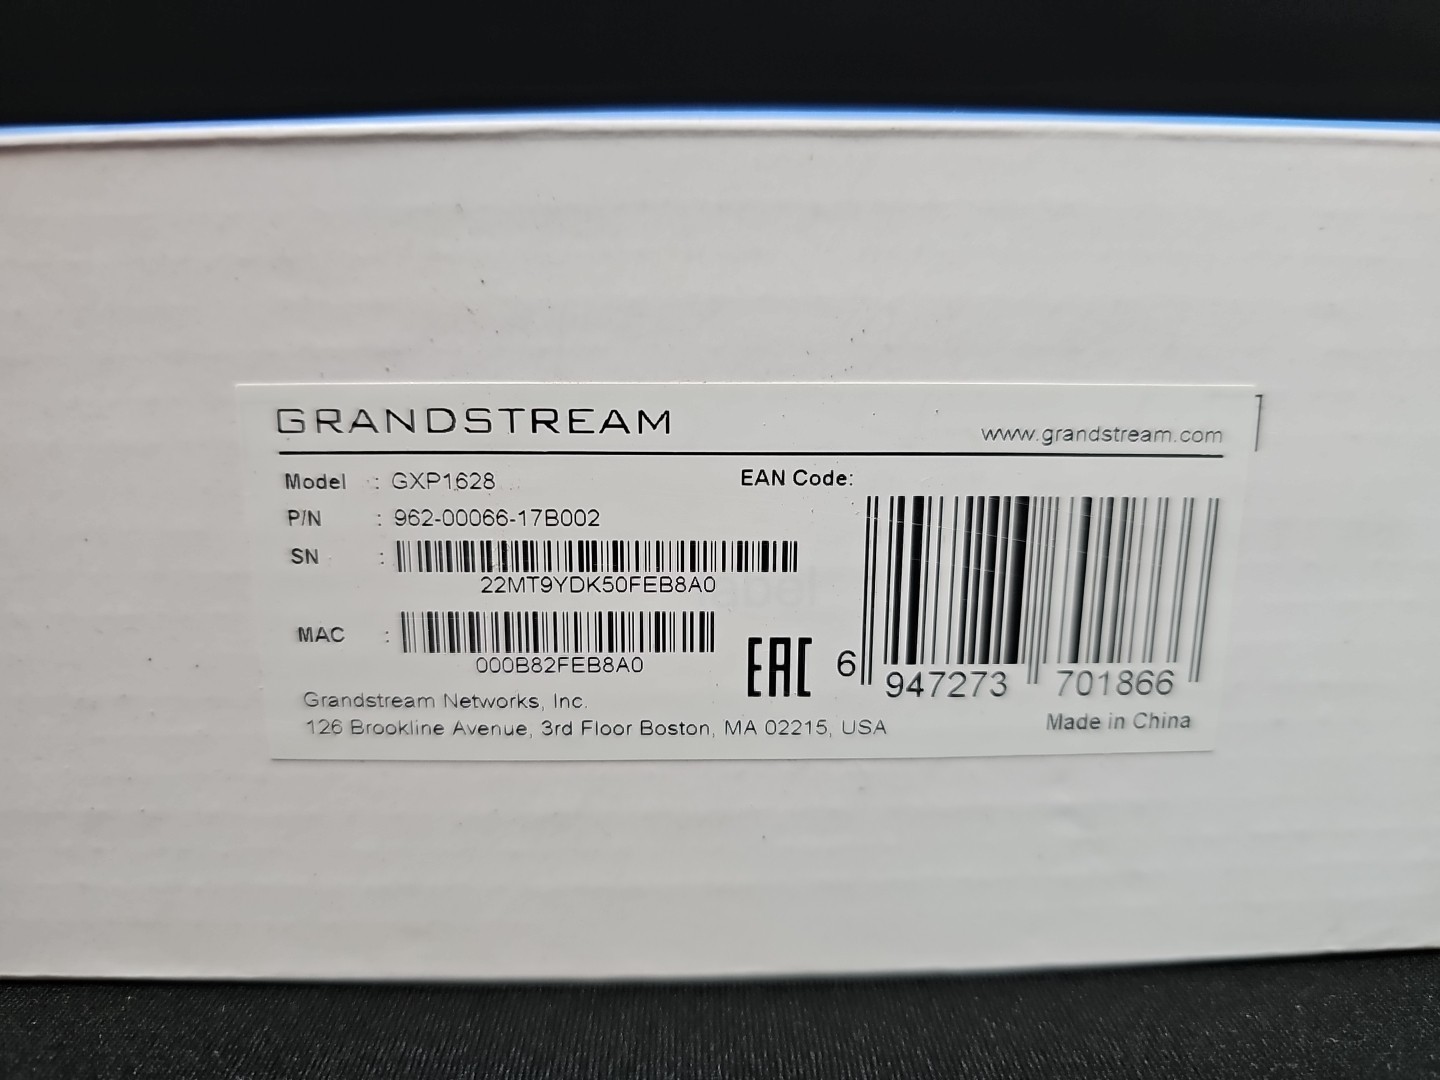 GRANDSTREAM
www.grandstream.com
Model : GXP1628
P/N : 962-00066-17B002
SN :
22MT9YDK50FEB8A0
MAC :
000B82FEB8A0
EAN Code:
EAC
6 947273 701866
Grandstream Networks, Inc.
126 Brookline Avenue, 3rd Floor Boston, MA 02215, USA
Made in China